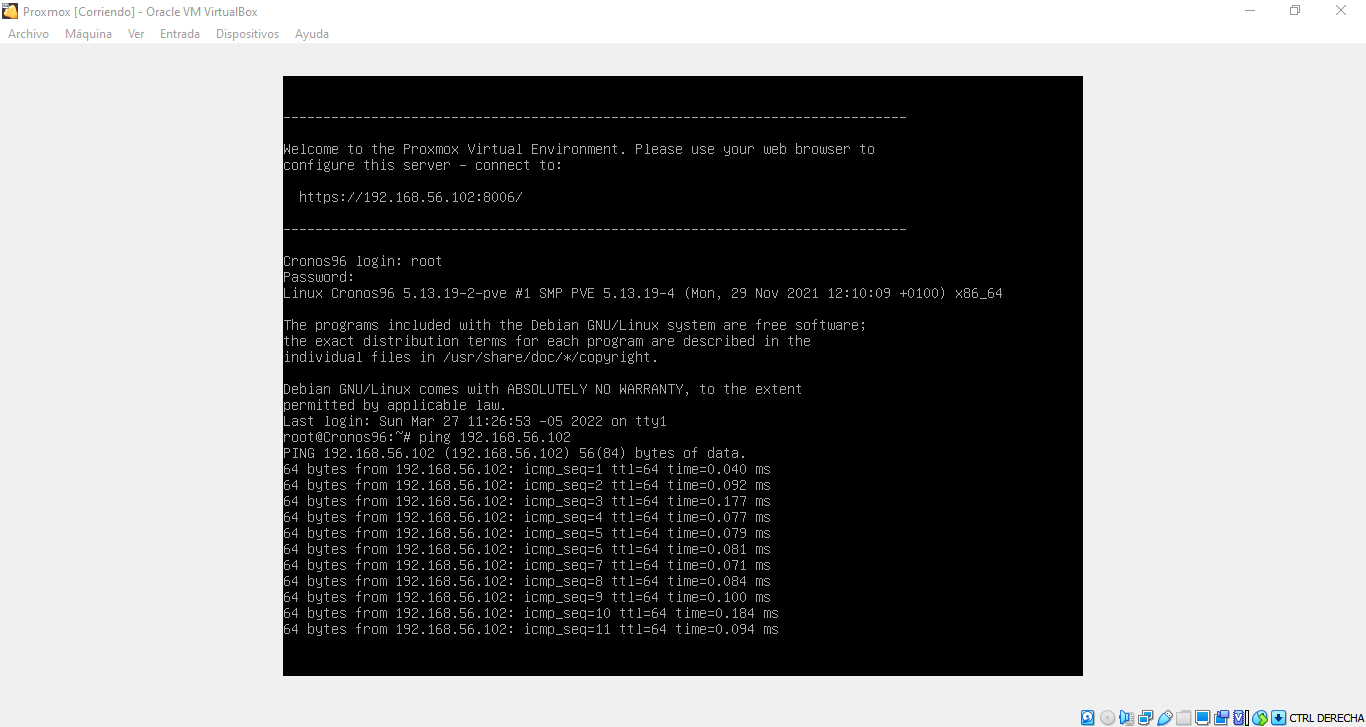 Proxmox [Corriendo] - Oracle VM VirtualBox
Archivo Máquina Ver Entrada Dispositivos Ayuda
------------------------------------------------------------------------------
Welcome to the Proxmox Virtual Environment. Please use your web browser to
configure this server - connect to:
https://192.168.56.102:8006/
------------------------------------------------------------------------------
Cronos96 login: root
Password:
Linux Cronos96 5.13.19-2-pve #1 SMP PVE 5.13.19-4 (Mon, 29 Nov 2021 12:10:09 +0100) x86_64
The programs included with the Debian GNU/Linux system are free software;
the exact distribution terms for each program are described in the
individual files in /usr/share/doc/*/copyright.
Debian GNU/Linux comes with ABSOLUTELY NO WARRANTY, to the extent
permitted by applicable law.
Last login: Sun Mar 27 11:26:53 -05 2022 on tty1
root@Cronos96:~# ping 192.168.56.102
PING 192.168.56.102 (192.168.56.102) 56(84) bytes of data.
64 bytes from 192.168.56.102: icmp_seq=1 ttl=64 time=0.040 ms
64 bytes from 192.168.56.102: icmp_seq=2 ttl=64 time=0.092 ms
64 bytes from 192.168.56.102: icmp_seq=3 ttl=64 time=0.177 ms
64 bytes from 192.168.56.102: icmp_seq=4 ttl=64 time=0.077 ms
64 bytes from 192.168.56.102: icmp_seq=5 ttl=64 time=0.079 ms
64 bytes from 192.168.56.102: icmp_seq=6 ttl=64 time=0.081 ms
64 bytes from 192.168.56.102: icmp_seq=7 ttl=64 time=0.071 ms
64 bytes from 192.168.56.102: icmp_seq=8 ttl=64 time=0.084 ms
64 bytes from 192.168.56.102: icmp_seq=9 ttl=64 time=0.100 ms
64 bytes from 192.168.56.102: icmp_seq=10 ttl=64 time=0.184 ms
64 bytes from 192.168.56.102: icmp_seq=11 ttl=64 time=0.094 ms
CTRL DERECHA